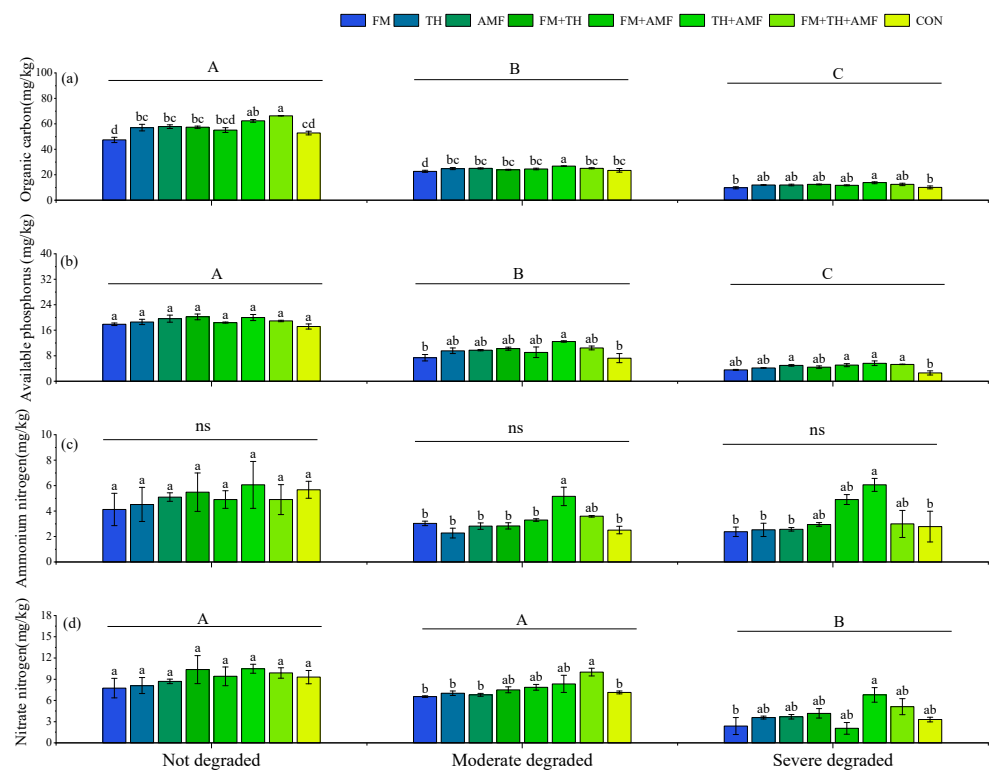 FM TH AMF FM+TH FM+AMF TH+AMF FM+TH+AMF CON
(a)
Organic carbon(mg/kg)
100
80
60
40
20
0
A B C
d bc bc bc bcd ab a cd
d bc bc bc bc a bc bc
b ab ab ab ab a ab b
(b)
Available phosphorus (mg/kg)
40
32
24
16
8
0
A B C
a a a a a a a a
b ab ab ab ab a ab b
ab ab a ab a a a b
(c)
Ammonium nitrogen(mg/kg)
10
8
6
4
2
0
ns ns ns
a a a a a a a a
b b b b b a ab b
b b b ab ab a ab b
(d)
Nitrate nitrogen(mg/kg)
18
15
12
9
6
3
0
A A B
a a a a a a a a
b b b ab ab ab a b
b ab ab ab b a ab ab
Not degraded Moderate degraded Severe degraded